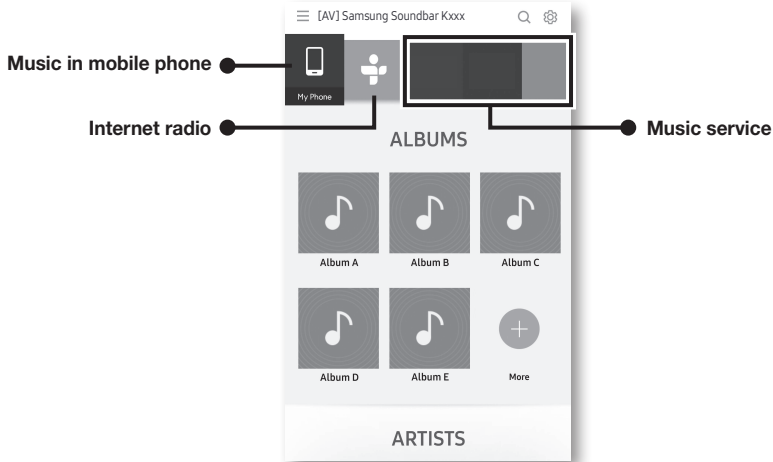 [AV] Samsung Soundbar Kxxx
Music in mobile phone
My Phone
Internet radio
Music service
ALBUMS
Album A
Album B
Album C
Album D
Album E
More
ARTISTS